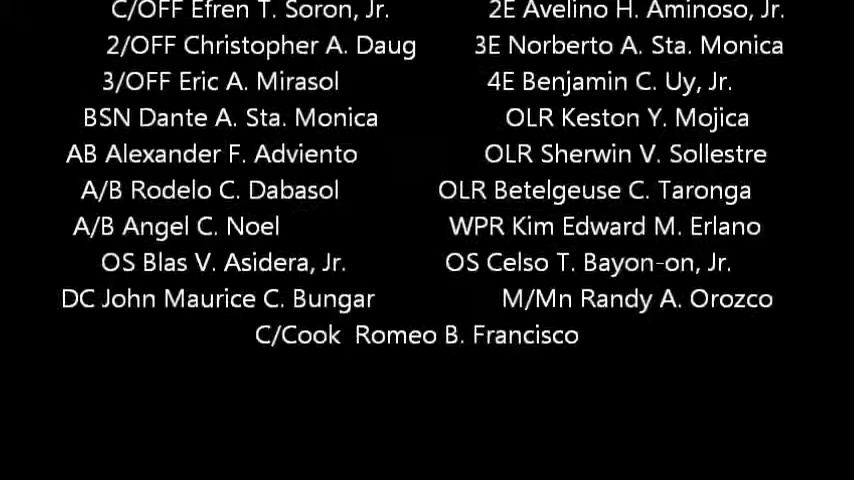 C/OFF Efren T. Soron, Jr. 2E Avelino H. Aminoso, Jr.
2/OFF Christopher A. Daug 3E Norberto A. Sta. Monica
3/OFF Eric A. Mirasol 4E Benjamin C. Uy, Jr.
BSN Dante A. Sta. Monica OLR Keston Y. Mojica
AB Alexander F. Adviento OLR Sherwin V. Sollestre
A/B Rodelo C. Dabasol OLR Betelgeuse C. Taronga
A/B Angel C. Noel WPR Kim Edward M. Erlano
OS Blas V. Asidera, Jr. OS Celso T. Bayon-on, Jr.
DC John Maurice C. Bungar M/Mn Randy A. Orozco
C/Cook Romeo B. Francisco